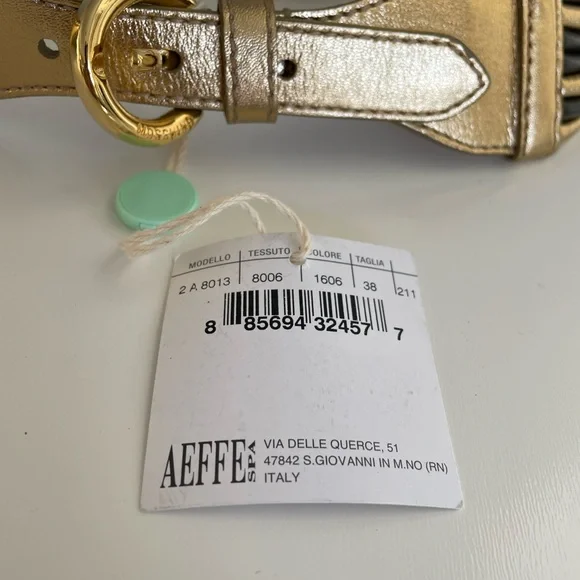 MOSCHINO
MODELLO TESSUTO COLORE TAGLIA
2 A 8013 8006 1606 38 211
8 85694 32457 7
AEFFE SPA
VIA DELLE QUERCE, 51
47842 S.GIOVANNI IN M.NO (RN)
ITALY